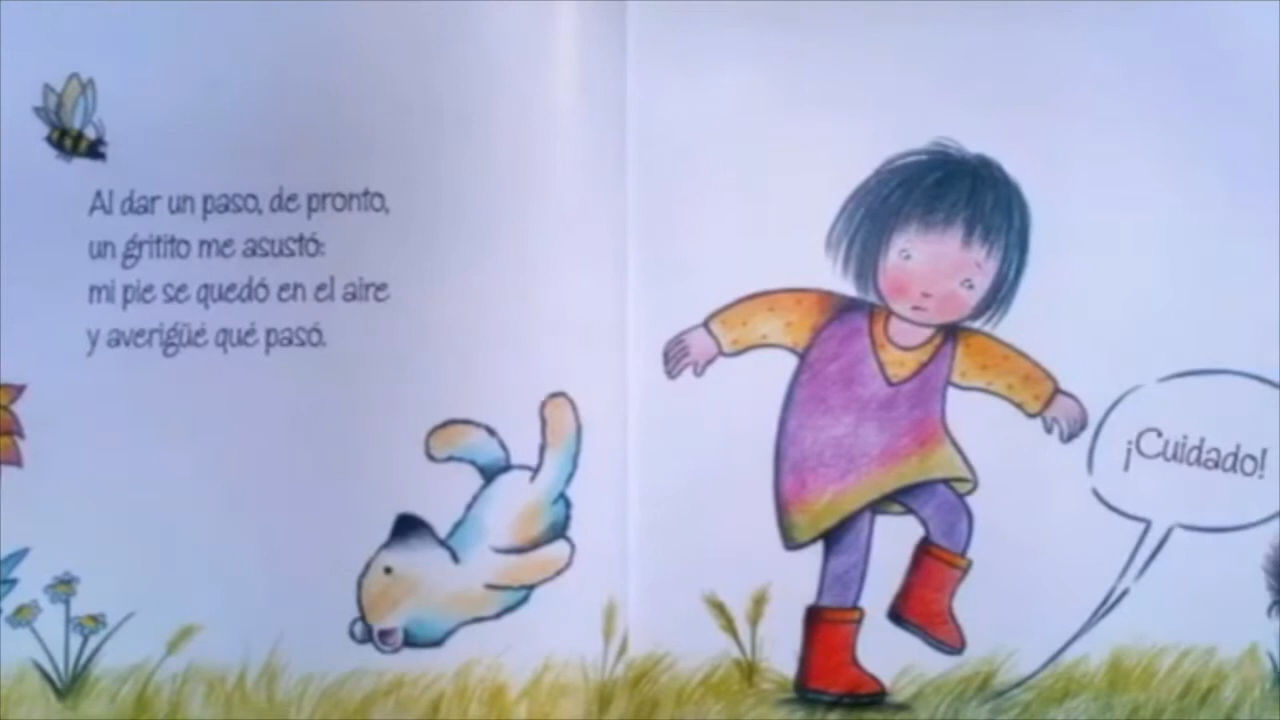 Al dar un paso, de pronto,
un gritito me asustó:
mi pie se quedó en el aire
y averigüé qué pasó.
¡Cuidado!